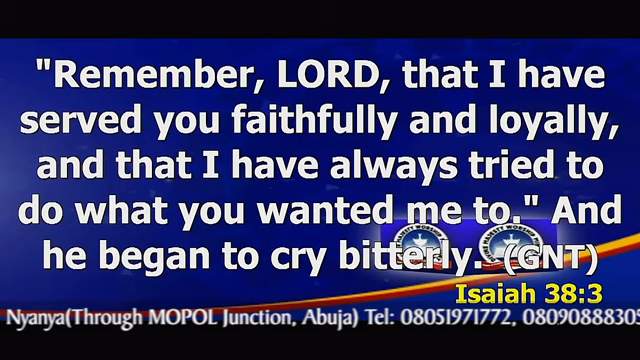 "Remember, LORD, that I have
served you faithfully and loyally,
and that I have always tried to
do what you wanted me to." And
he began to cry bitterly. (GNT)
Isaiah 38:3
Nyanya(Through MOPOL Junction, Abuja) Tel: 08051971772, 0809088830